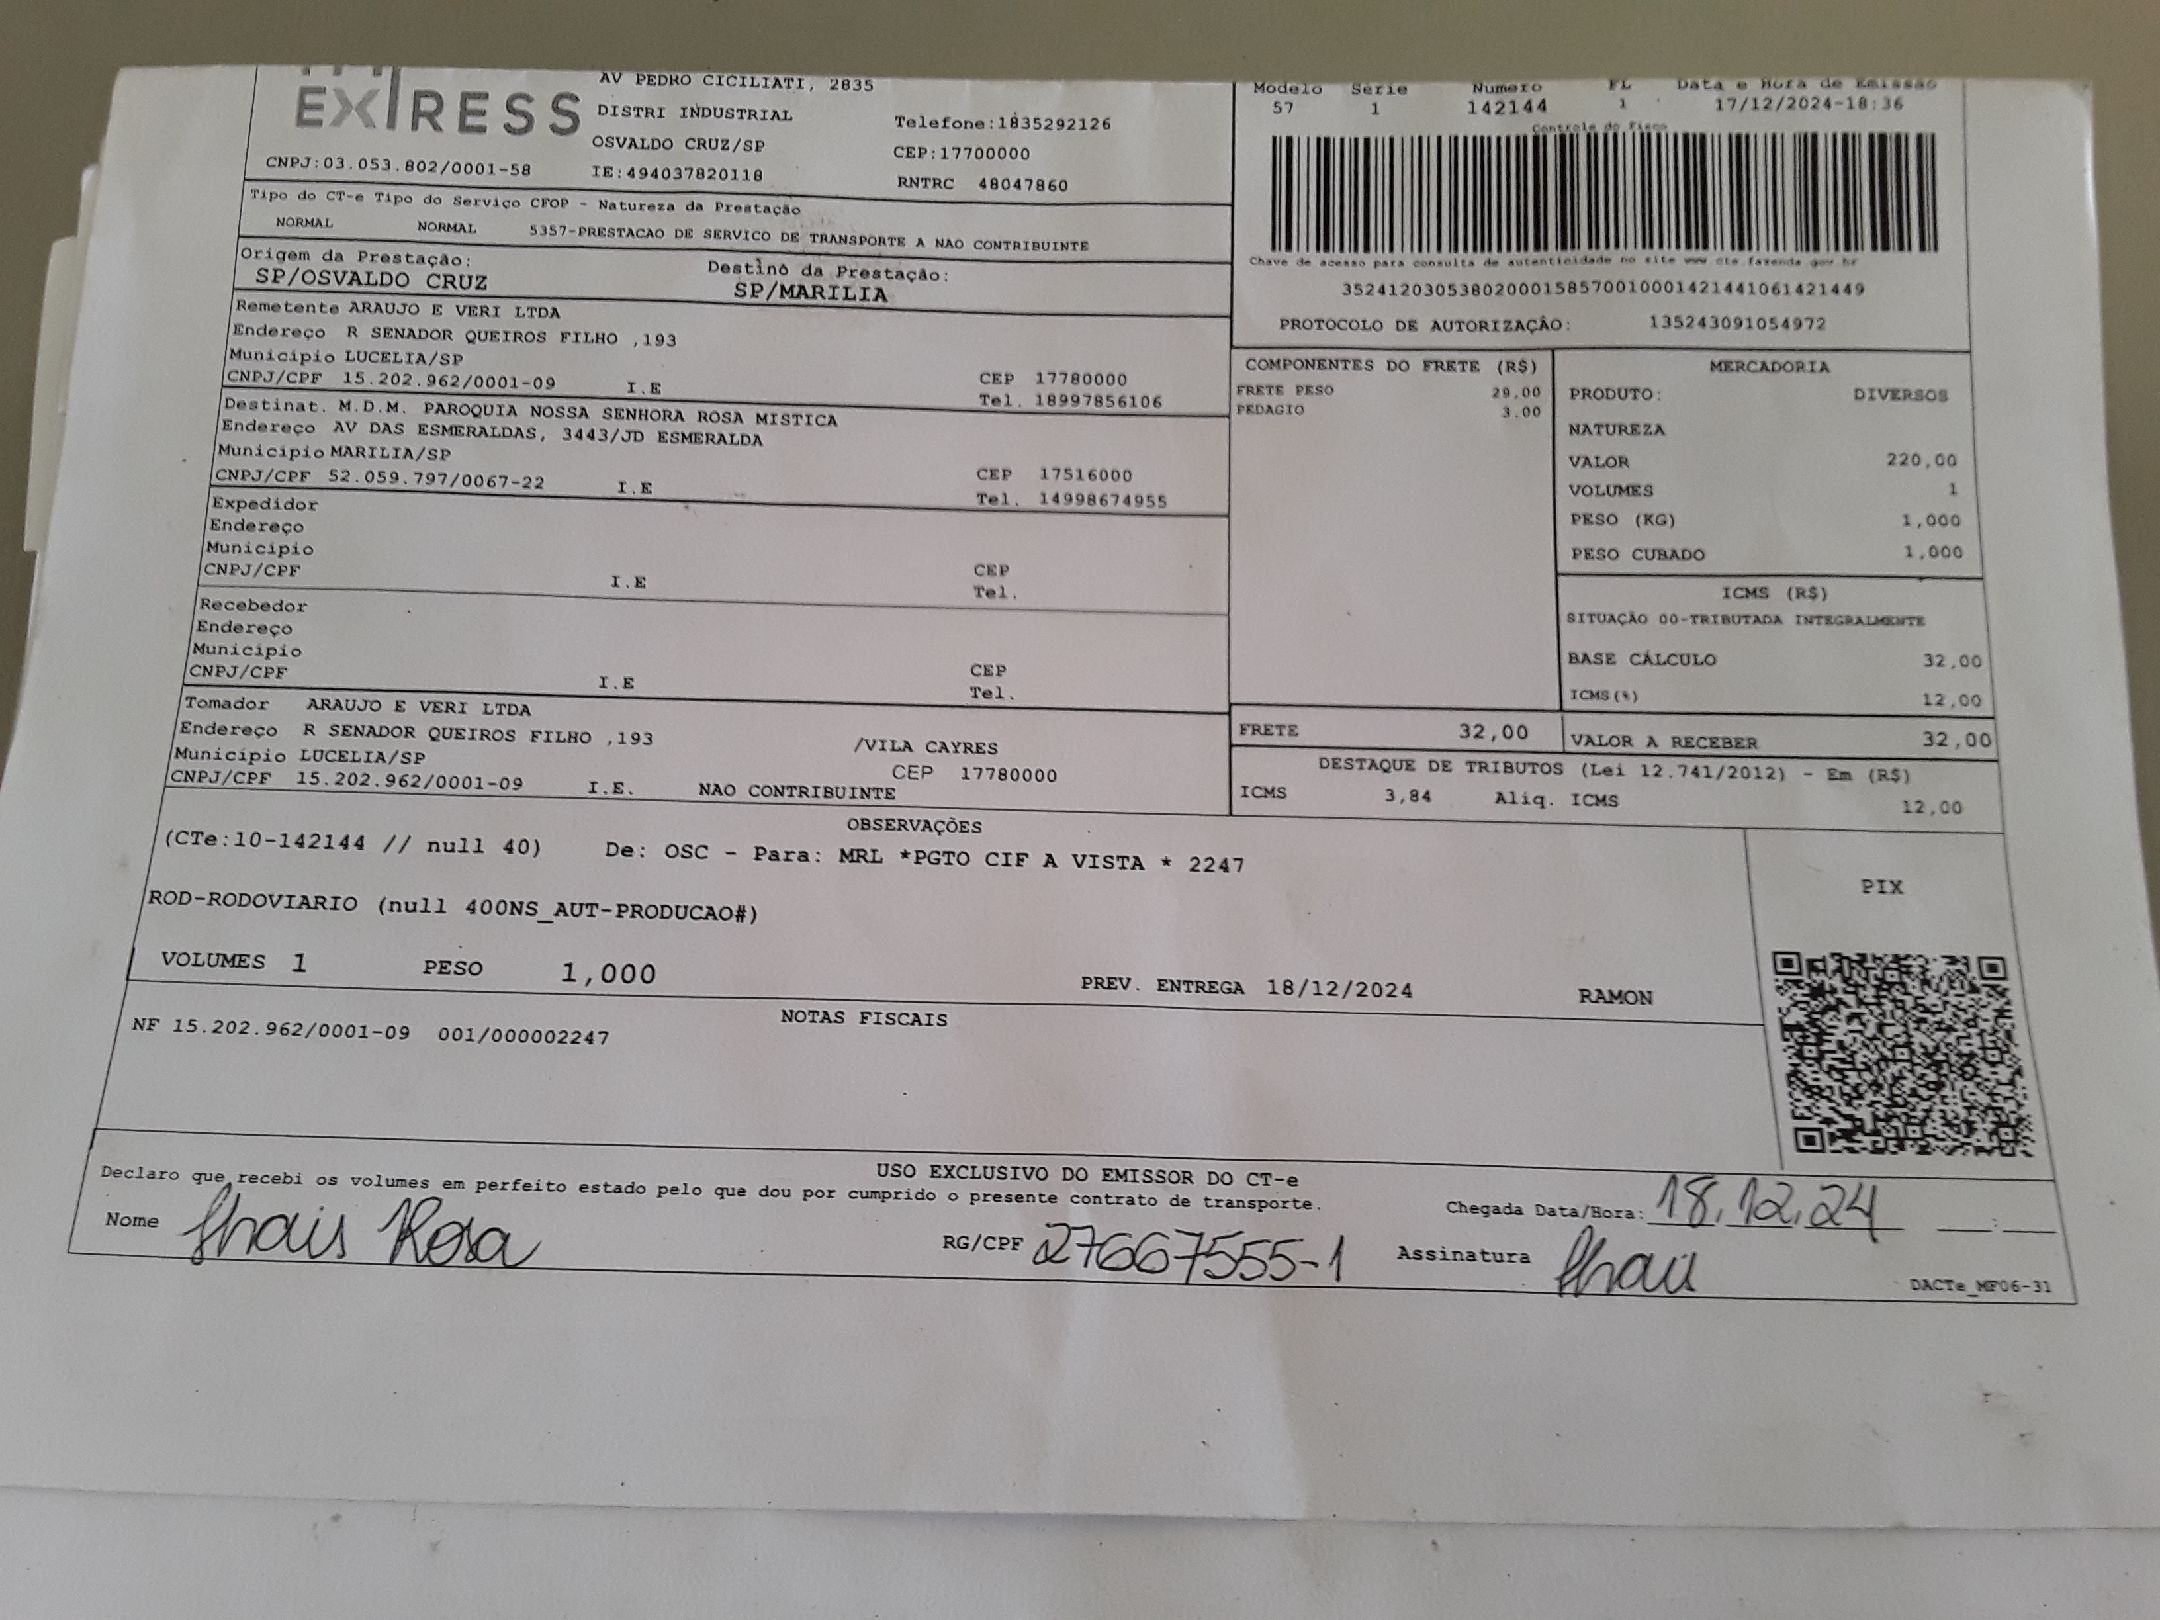 EXPRESS
AV PEDRO CICILIATI, 2835
DISTRI INDUSTRIAL
OSVALDO CRUZ/SP
IE:494037820118
Telefone:1835292126
CEP:17700000
RNTRC 48047860
CNPJ:03.053.802/0001-58
Modelo Série Numero FL Data e Hora de Emissão
57 1 142144 1 17/12/2024-18:36
Controle do Fisco
Chave de acesso para consulta de autenticidade no site www cte.fazenda.gov.br
35241203053802000158570010001421441061421449
PROTOCOLO DE AUTORIZAÇÃO: 135243091054972
Tipo do CT-e Tipo do Serviço CFOP - Natureza da Prestação
NORMAL NORMAL 5357-PRESTACAO DE SERVICO DE TRANSPORTE A NAO CONTRIBUINTE
Origem da Prestação: Destino da Prestação:
SP/OSVALDO CRUZ SP/MARILIA
Remetente ARAUJO E VERI LTDA
Endereço R SENADOR QUEIROS FILHO ,193
Município LUCELIA/SP CEP 17780000
CNPJ/CPF 15.202.962/0001-09 I.E Tel. 18997856106
Destinat. M.D.M. PAROQUIA NOSSA SENHORA ROSA MISTICA
Endereço AV DAS ESMERALDAS, 3443/JD ESMERALDA
Município MARILIA/SP CEP 17516000
CNPJ/CPF 52.059.797/0067-22 I.E Tel. 14998674955
Expedidor
Endereço
Município CEP
CNPJ/CPF I.E Tel.
Recebedor
Endereço
Município CEP
CNPJ/CPF I.E Tel.
Tomador ARAUJO E VERI LTDA
Endereço R SENADOR QUEIROS FILHO ,193 /VILA CAYRES
Município LUCELIA/SP CEP 17780000
CNPJ/CPF 15.202.962/0001-09 I.E. NAO CONTRIBUINTE
COMPONENTES DO FRETE (R$)
FRETE PESO 29,00
PEDAGIO 3.00
MERCADORIA
PRODUTO: DIVERSOS
NATUREZA
VALOR 220,00
VOLUMES 1
PESO (KG) 1,000
PESO CUBADO 1,000
ICMS (R$)
SITUAÇÃO 00-TRIBUTADA INTEGRALMENTE
BASE CÁLCULO 32,00
ICMS(%) 12,00
FRETE 32,00 VALOR A RECEBER 32,00
DESTAQUE DE TRIBUTOS (Lei 12.741/2012) - Em (R$)
ICMS 3,84 Aliq. ICMS 12,00
OBSERVAÇÕES
(CTe:10-142144 // null 40) De: OSC - Para: MRL *PGTO CIF A VISTA * 2247
ROD-RODOVIARIO (null 400NS_AUT-PRODUCAO#)
VOLUMES 1 PESO 1,000 PREV. ENTREGA 18/12/2024 RAMON
PIX
NOTAS FISCAIS
NF 15.202.962/0001-09 001/000002247
USO EXCLUSIVO DO EMISSOR DO CT-e
Declaro que recebi os volumes em perfeito estado pelo que dou por cumprido o presente contrato de transporte.
Chegada Data/Hora: 18.12.24 __:__
Nome Thais Rosa RG/CPF 27667555-1 Assinatura Thais
DACTe_MF06-31